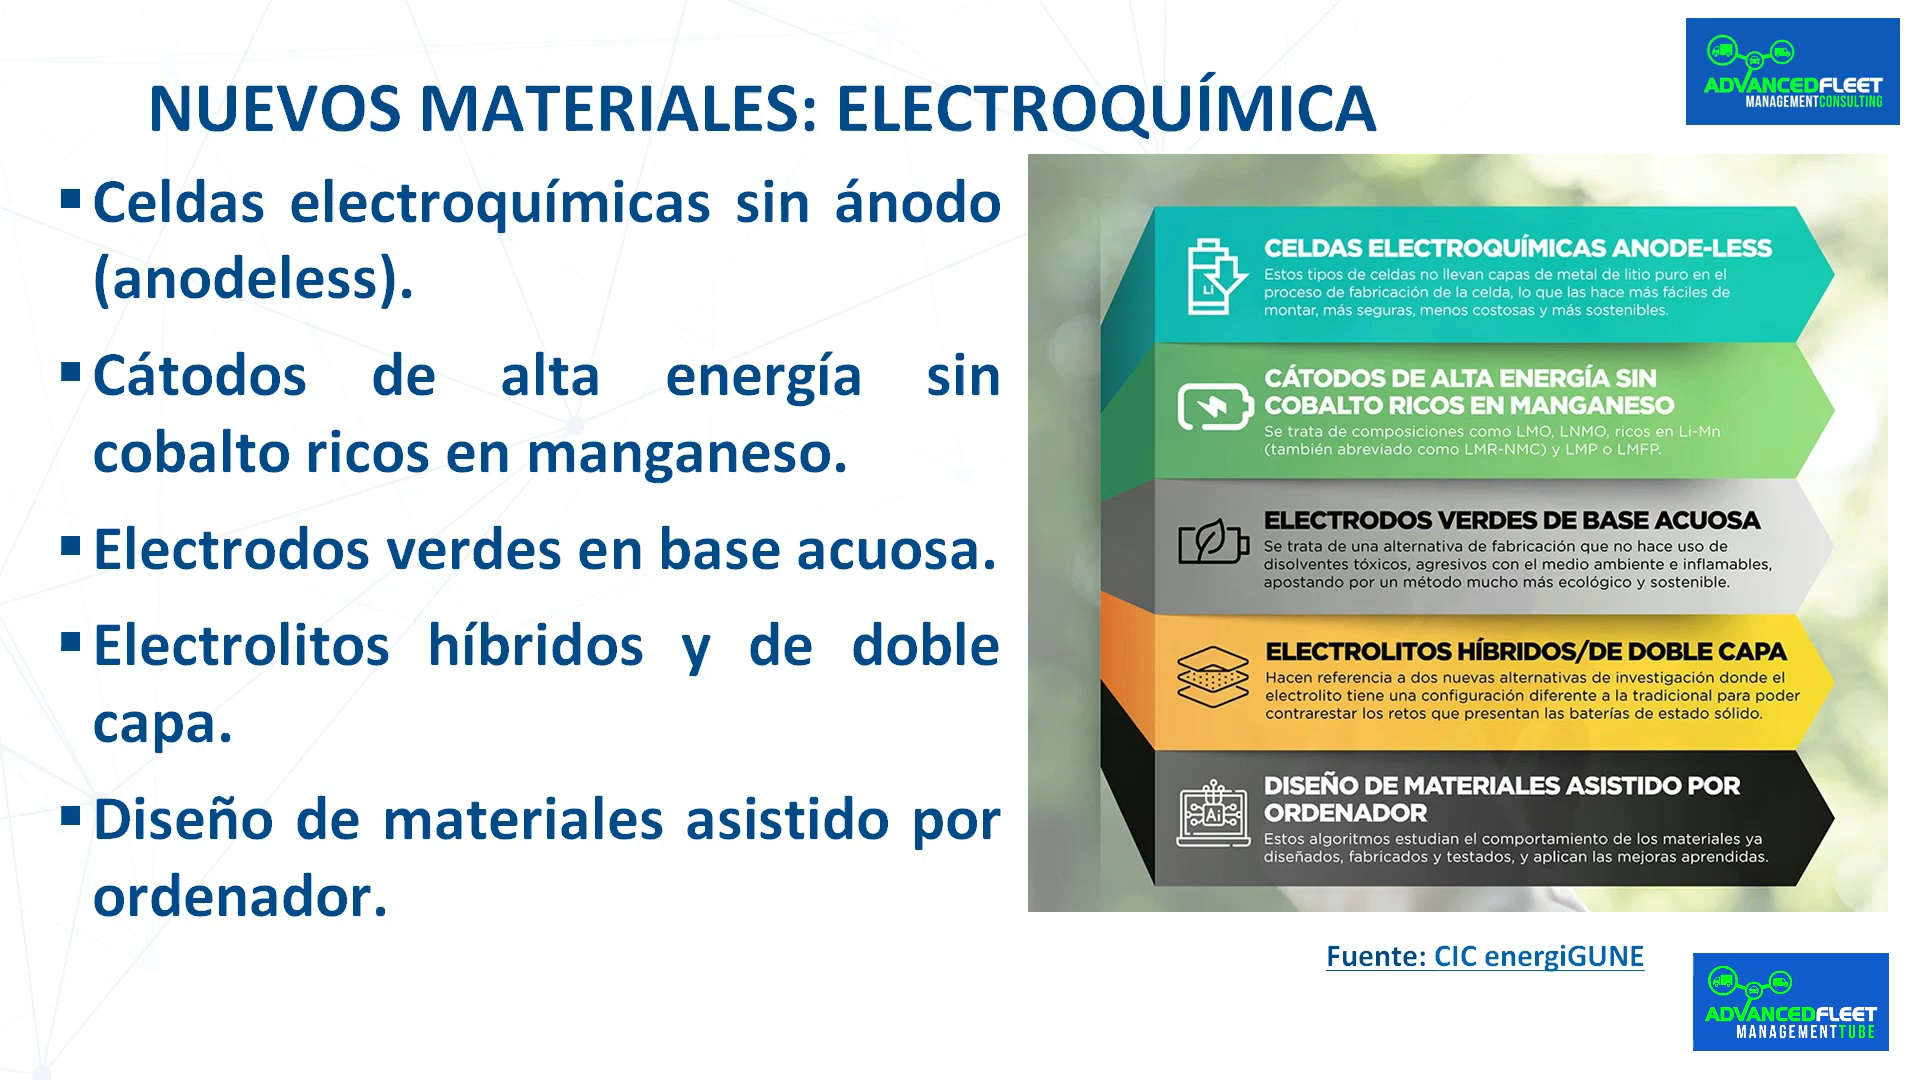 NUEVOS MATERIALES: ELECTROQUÍMICA
ADVANCEDFLEET
MANAGEMENTCONSULTING
▪Celdas electroquímicas sin ánodo
(anodeless).
▪Cátodos de alta energía sin
cobalto ricos en manganeso.
▪Electrodos verdes en base acuosa.
▪Electrolitos híbridos y de doble
capa.
▪Diseño de materiales asistido por
ordenador.
Li
CELDAS ELECTROQUÍMICAS ANODE-LESS
Estos tipos de celdas no llevan capas de metal de litio puro en el
proceso de fabricación de la celda, lo que las hace más fáciles de
montar, más seguras, menos costosas y más sostenibles.
CÁTODOS DE ALTA ENERGÍA SIN
COBALTO RICOS EN MANGANESO
Se trata de composiciones como LMO, LNMO, ricos en Li-Mn
(también abreviado como LMR-NMC) y LMP o LMFP.
ELECTRODOS VERDES DE BASE ACUOSA
Se trata de una alternativa de fabricación que no hace uso de
disolventes tóxicos, agresivos con el medio ambiente e inflamables,
apostando por un método mucho más ecológico y sostenible.
ELECTROLITOS HÍBRIDOS/DE DOBLE CAPA
Hacen referencia a dos nuevas alternativas de investigación donde el
electrolito tiene una configuración diferente a la tradicional para poder
contrarestar los retos que presentan las baterías de estado sólido.
Ai
DISEÑO DE MATERIALES ASISTIDO POR
ORDENADOR
Estos algoritmos estudian el comportamiento de los materiales ya
diseñados, fabricados y testados, y aplican las mejoras aprendidas.
Fuente: CIC energiGUNE
ADVANCEDFLEET
MANAGEMENTTUBE